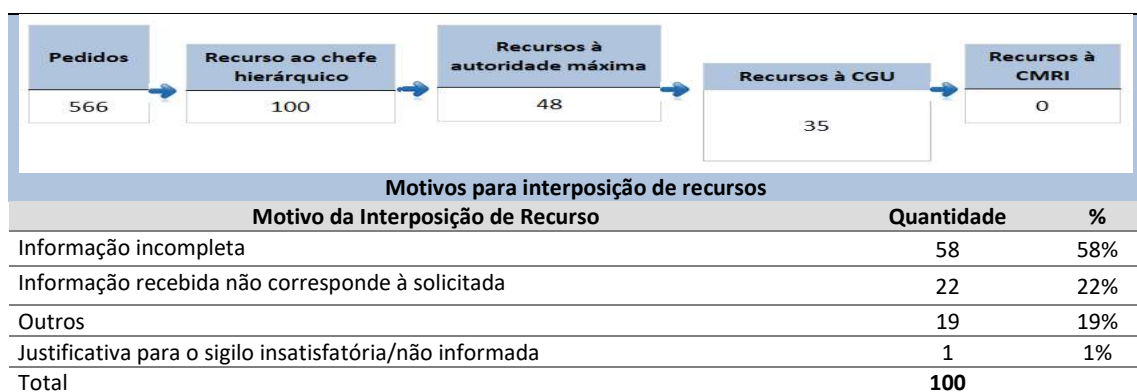 Pedidos
566
Recurso ao chefe
hierárquico
100
Recursos à
autoridade máxima
48
Recursos à CGU
35
Recursos à
CMRI
0
Motivos para interposição de recursos
Motivo da Interposição de Recurso Quantidade %
Informação incompleta 58 58%
Informação recebida não corresponde à solicitada 22 22%
Outros 19 19%
Justificativa para o sigilo insatisfatória/não informada 1 1%
Total 100